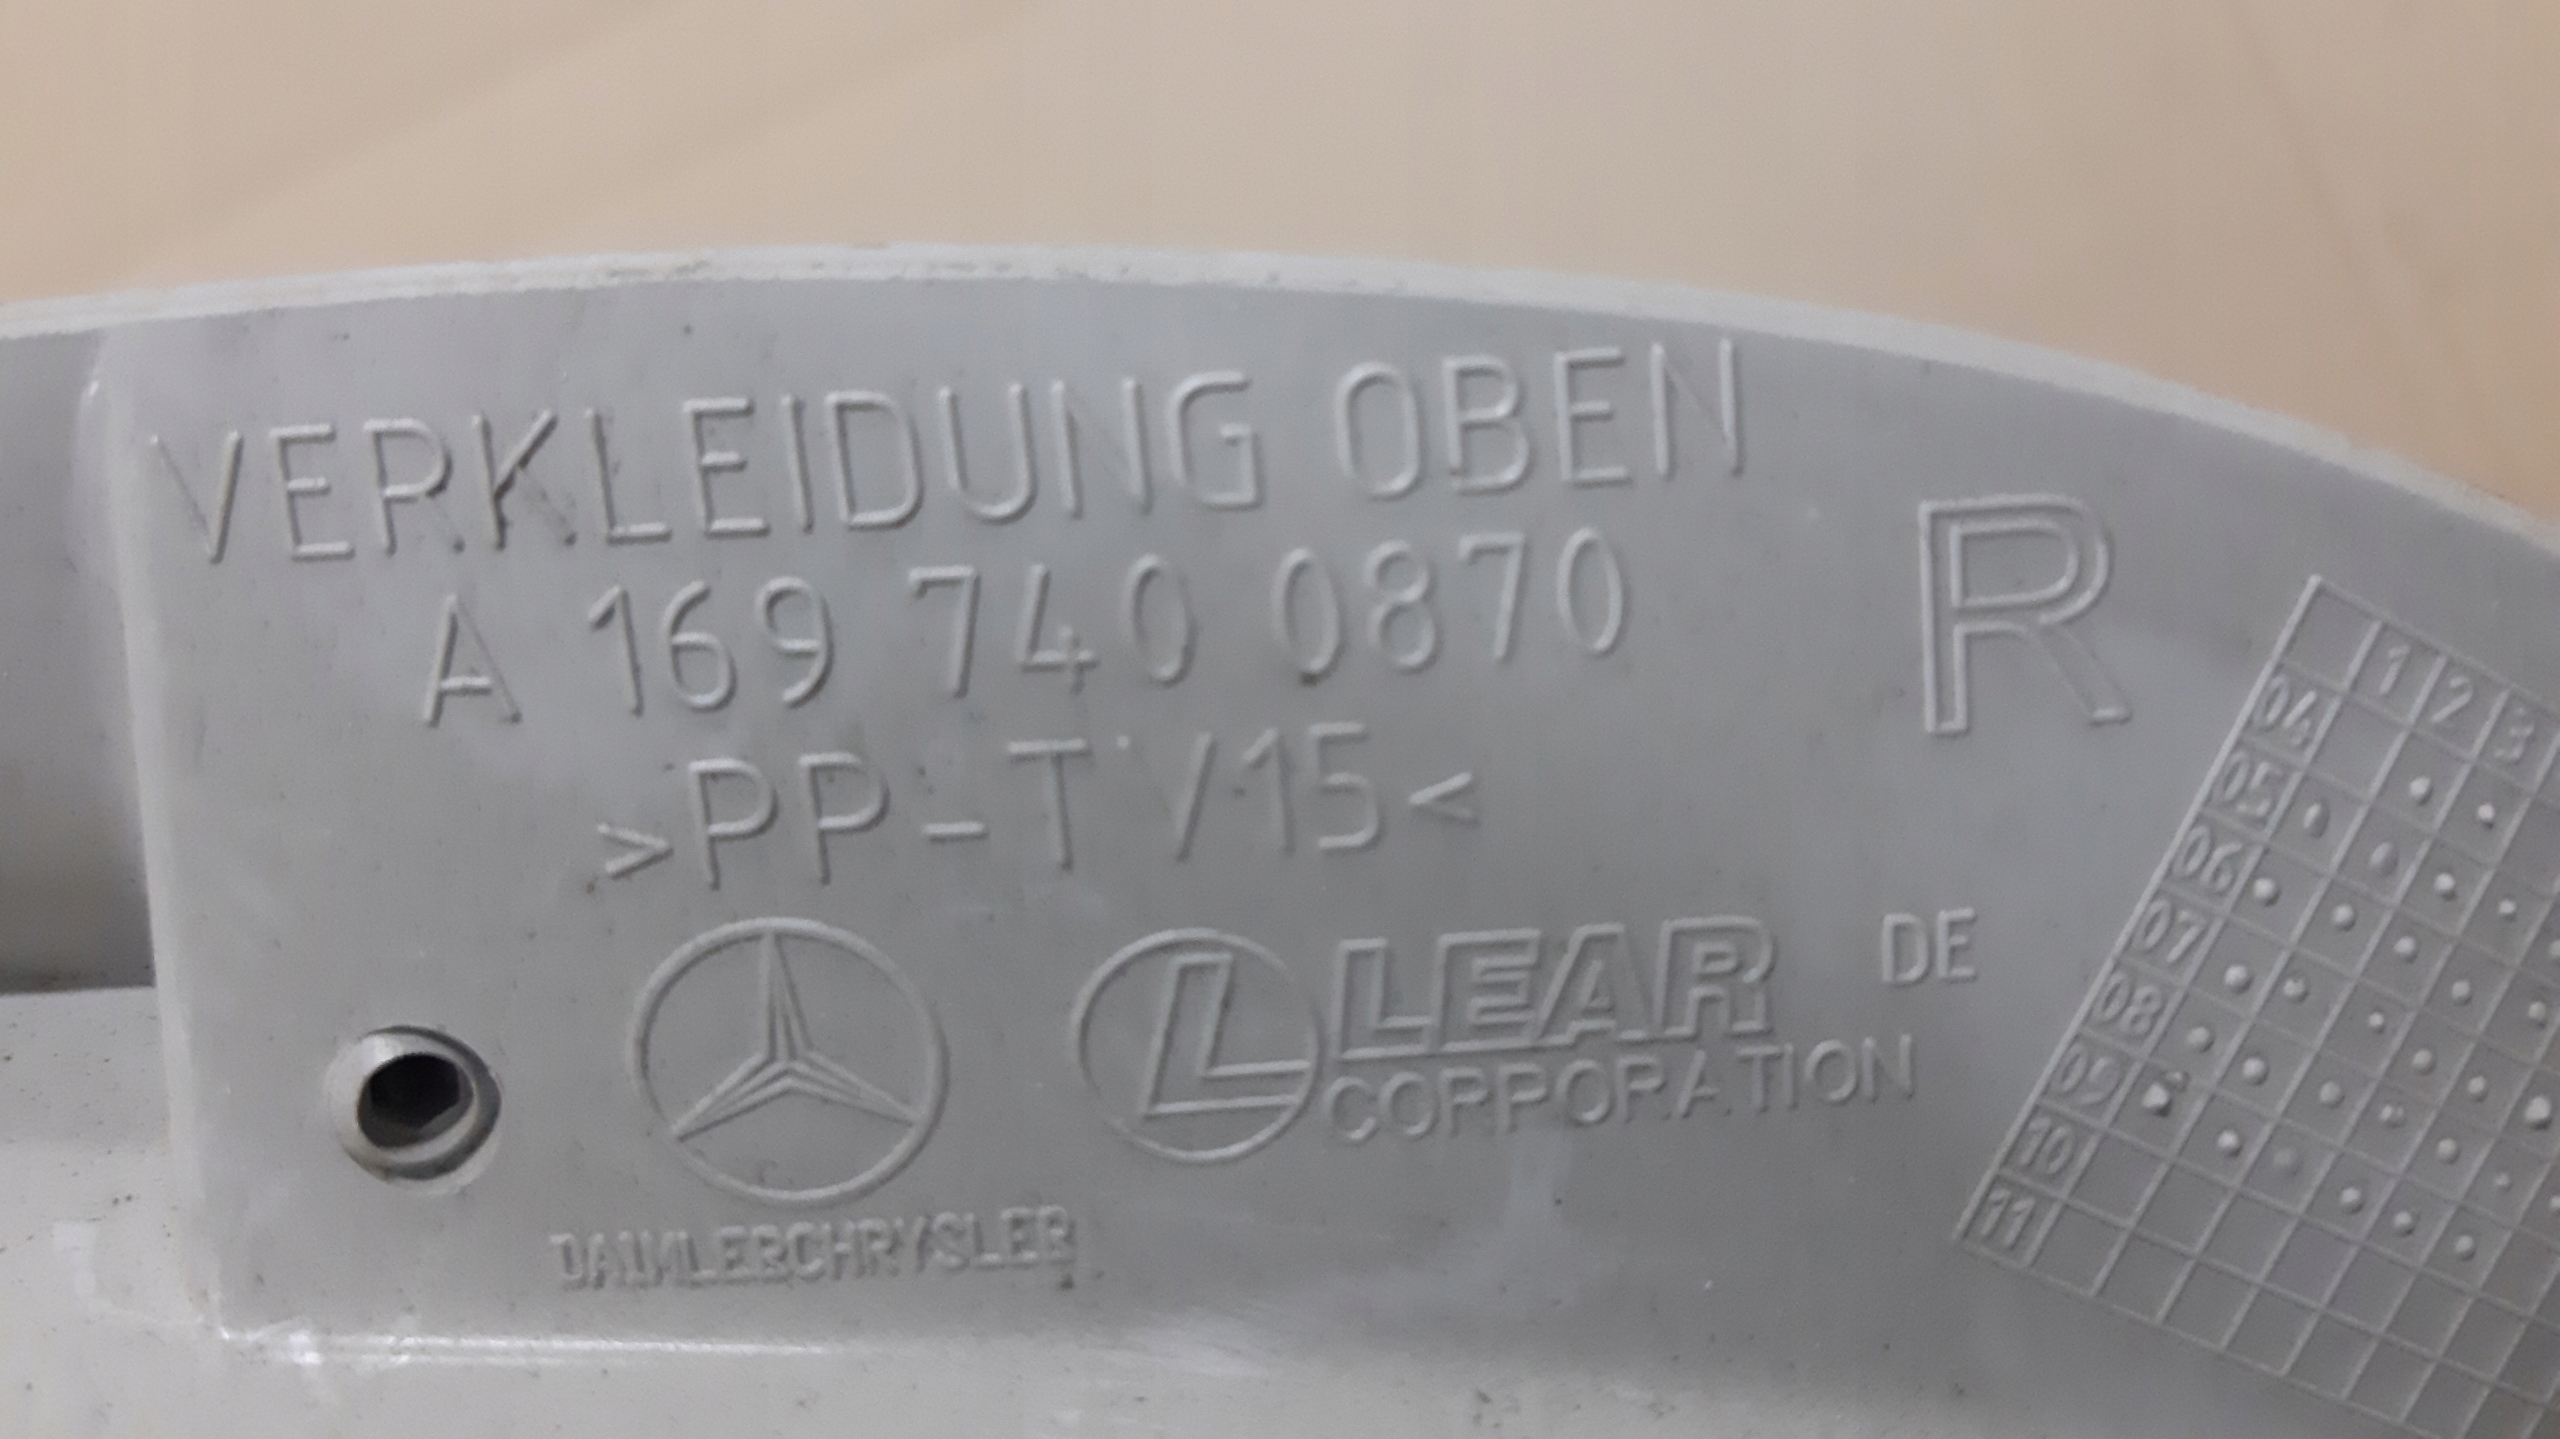 VERKLEIDUNG OBEN
A 169 740 0870
R
>PP-TV15<
LEAR DE
CORPORATION
DAIMLERCHRYSLER
1 2 3
04
05
06
07
08
09
10
11